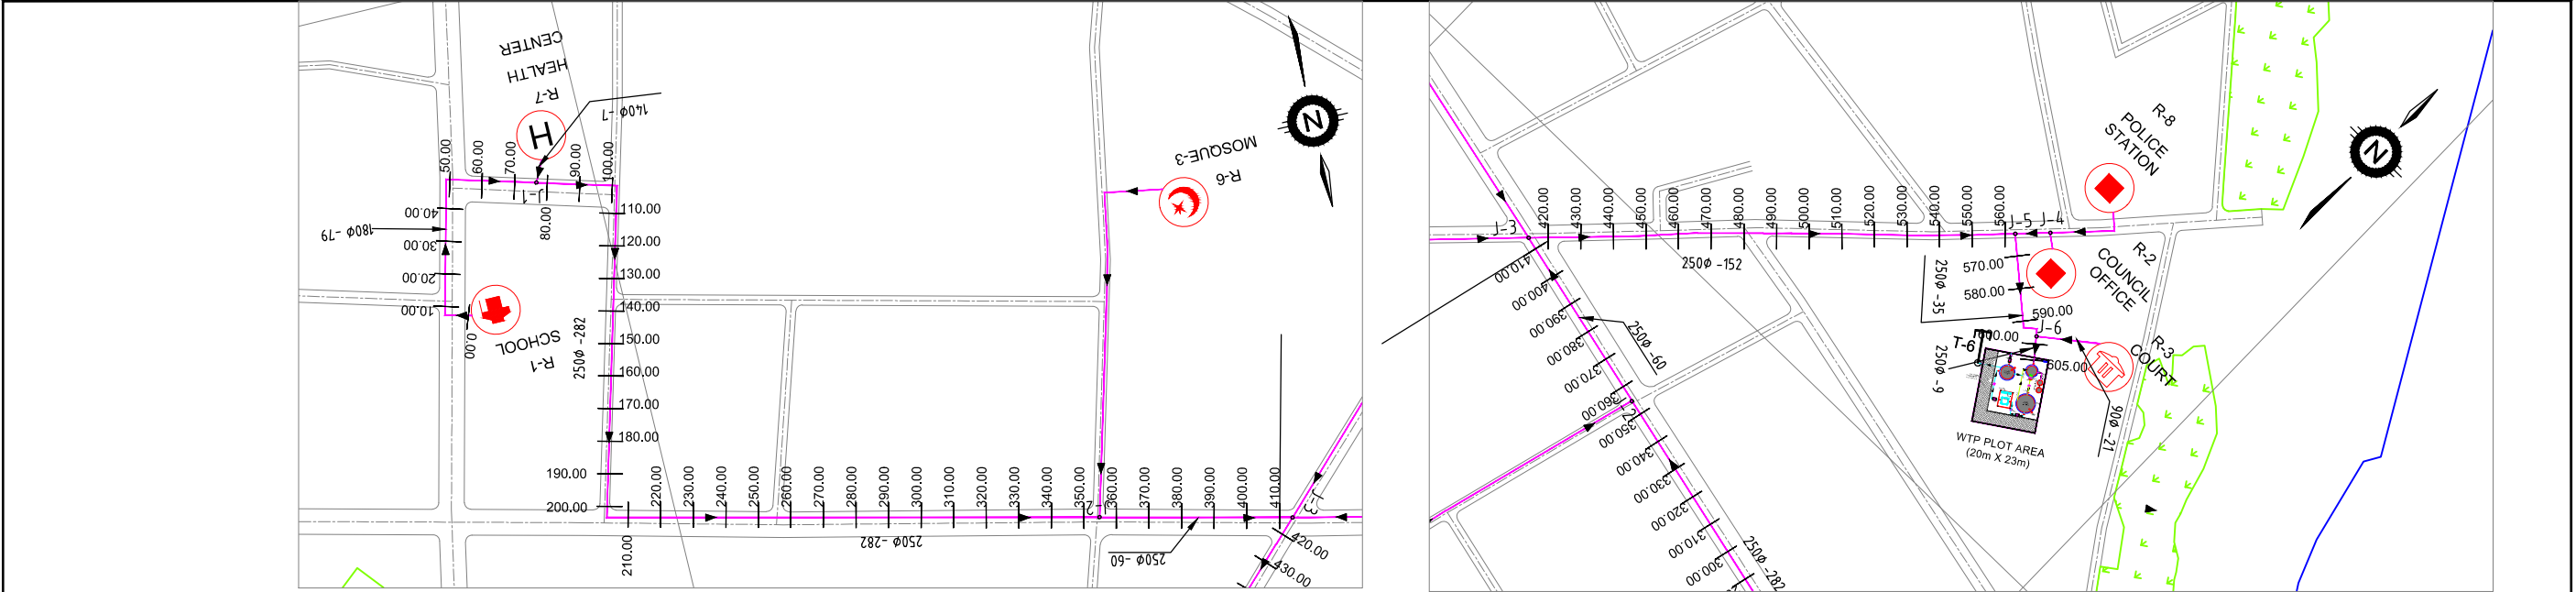 CENTER
HEALTH
R-7
H
140ϕ -7
N
MOSQUE-3
R-6
50.00
60.00
70.00
90.00
100.00
J-1
80.00
40.00
180ϕ -79
30.00
20.00
10.00
0.00
SCHOOL
R-1
250ϕ -282
110.00
120.00
130.00
140.00
150.00
160.00
170.00
180.00
190.00
200.00
210.00
220.00
230.00
240.00
250.00
260.00
270.00
280.00
290.00
300.00
310.00
320.00
330.00
340.00
350.00
360.00
370.00
380.00
390.00
400.00
410.00
J-2
J-3
250ϕ -282
250ϕ -60
420.00
430.00
R-8
POLICE
STATION
N
J-3
420.00
430.00
440.00
450.00
460.00
470.00
480.00
490.00
500.00
510.00
520.00
530.00
540.00
550.00
560.00
J-5
J-4
250ϕ -152
R-2
COUNCIL
OFFICE
410.00
400.00
390.00
380.00
370.00
360.00
350.00
340.00
330.00
320.00
310.00
300.00
J-2
250ϕ -60
250ϕ -282
250ϕ -35
570.00
580.00
590.00
600.00
605.00
J-6
T-6
250ϕ -9
R-3
COURT
90ϕ -21
WTP PLOT AREA
(20m X 23m)